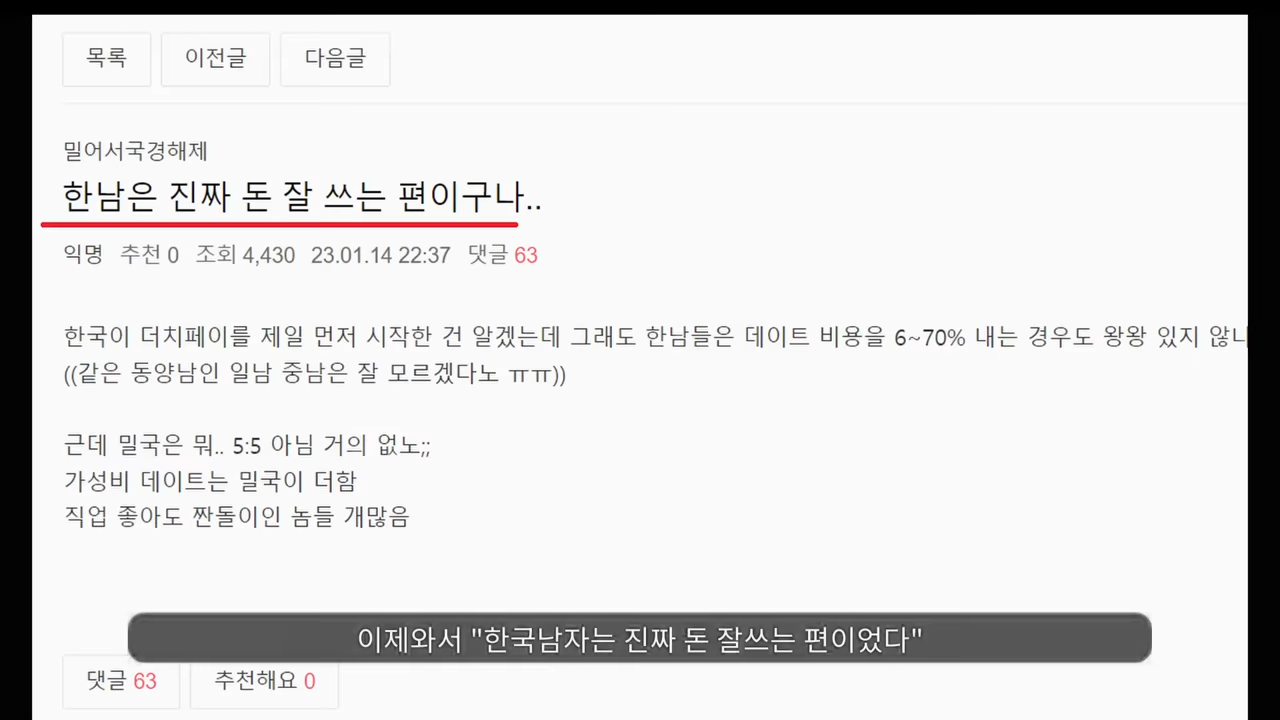 목록 이전글 다음글
밀어서국경해제
한남은 진짜 돈 잘 쓰는 편이구나..
익명 추천 0 조회 4,430 23.01.14 22:37 댓글 63
한국이 더치페이를 제일 먼저 시작한 건 알겠는데 그래도 한남들은 데이트 비용을 6~70% 내는 경우도 왕왕 있지
((같은 동양남인 일남 중남은 잘 모르겠다노 ㅠㅠ))
근데 밀국은 뭐.. 5:5 아님 거의 없노;;
가성비 데이트는 밀국이 더함
직업 좋아도 짠돌이인 놈들 개많음
이제와서 "한국남자는 진짜 돈 잘쓰는 편이었다"
댓글 63 추천해요 0